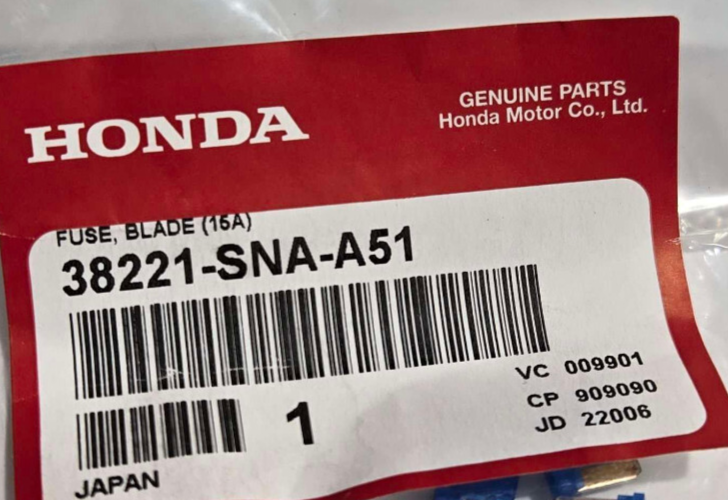 HONDA
GENUINE PARTS
Honda Motor Co., Ltd.
FUSE, BLADE (15A)
38221-SNA-A51
1
VC 009901
CP 909090
JD 22006
JAPAN